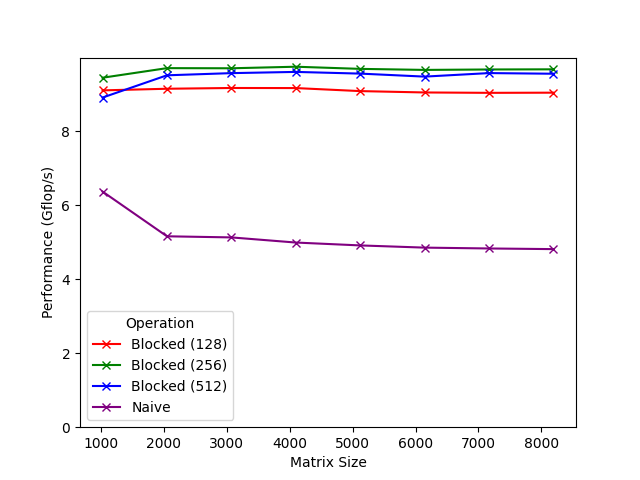 8
6
4
2
0
Performance (Gflop/s)
Operation
Blocked (128)
Blocked (256)
Blocked (512)
Naive
1000 2000 3000 4000 5000 6000 7000 8000
Matrix Size